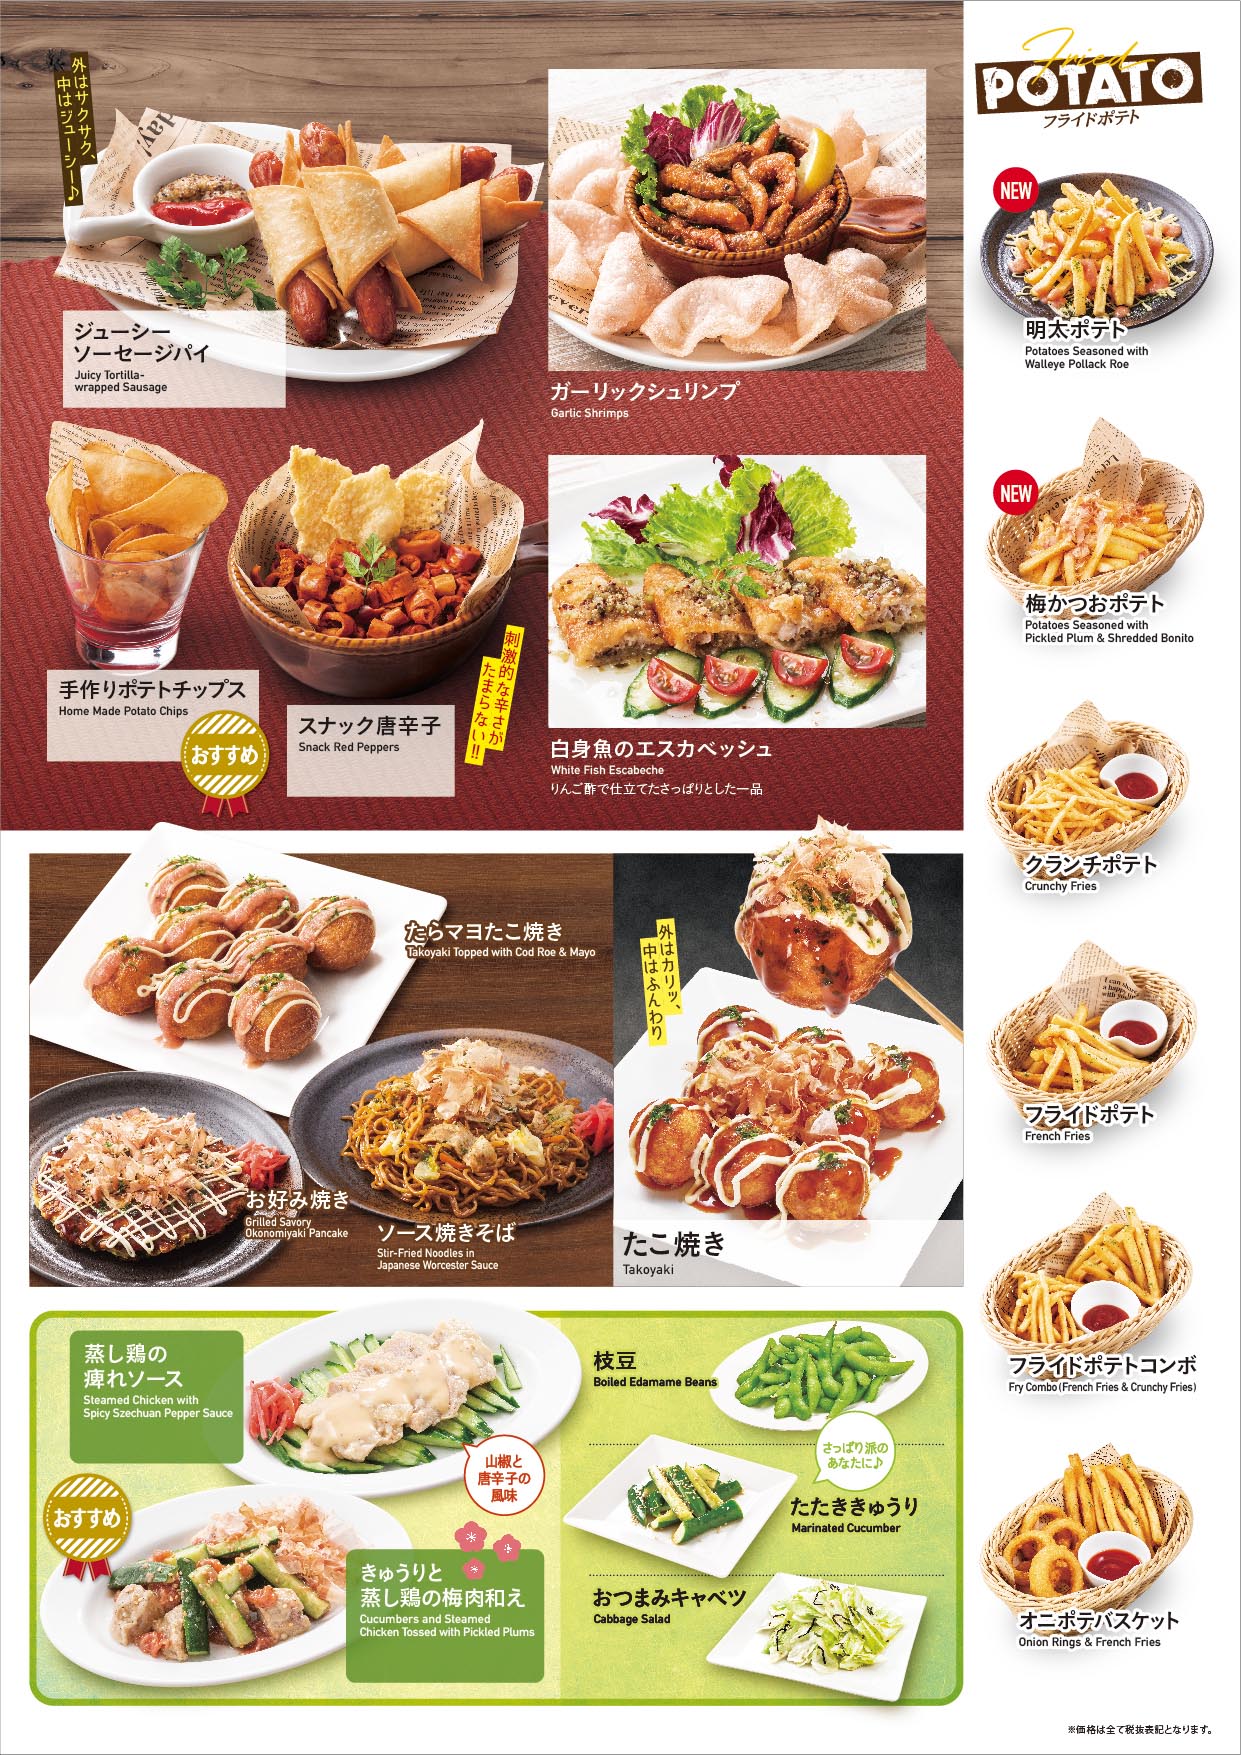 外はサクサク、
中はジューシー♪
ジューシー
ソーセージパイ
Juicy Tortilla-
wrapped Sausage
ガーリックシュリンプ
Garlic Shrimps
手作りポテトチップス
Home Made Potato Chips
おすすめ
スナック唐辛子
Snack Red Peppers
刺激的な辛さが
たまらない!!
白身魚のエスカベッシュ
White Fish Escabeche
りんご酢で仕立てたさっぱりとした一品
たらマヨたこ焼き
Takoyaki Topped with Cod Roe & Mayo
お好み焼き
Grilled Savory
Okonomiyaki Pancake
ソース焼きそば
Stir-Fried Noodles in
Japanese Worcester Sauce
外はカリッ、
中はふんわり
たこ焼き
Takoyaki
蒸し鶏の
痺れソース
Steamed Chicken with
Spicy Szechuan Pepper Sauce
山椒と
唐辛子の
風味
おすすめ
きゅうりと
蒸し鶏の梅肉和え
Cucumbers and Steamed
Chicken Tossed with Pickled Plums
枝豆
Boiled Edamame Beans
さっぱり派の
あなたに♪
たたききゅうり
Marinated Cucumber
おつまみキャベツ
Cabbage Salad
Fried
POTATO
フライドポテト
NEW
明太ポテト
Potatoes Seasoned with
Walleye Pollack Roe
NEW
梅かつおポテト
Potatoes Seasoned with
Pickled Plum & Shredded Bonito
クランチポテト
Crunchy Fries
フライドポテト
French Fries
フライドポテトコンボ
Fry Combo (French Fries & Crunchy Fries)
オニポテバスケット
Onion Rings & French Fries
※価格は全て税抜表記となります。